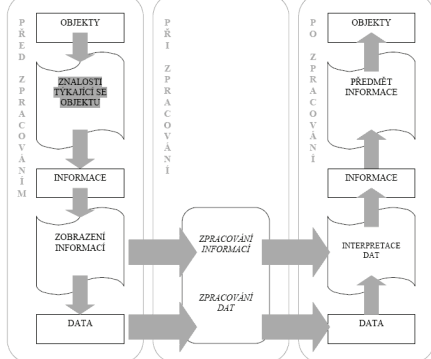 PŘED ZPRACOVÁNÍM
OBJEKTY
ZNALOSTI
TÝKAJÍCÍ SE
OBJEKTU
INFORMACE
ZOBRAZENÍ
INFORMACÍ
DATA
PŘI ZPRACOVÁNÍ
ZPRACOVÁNÍ
INFORMACÍ
ZPRACOVÁNÍ
DAT
PO ZPRACOVÁNÍ
OBJEKTY
PŘEDMĚT
INFORMACE
INFORMACE
INTERPRETACE
DAT
DATA